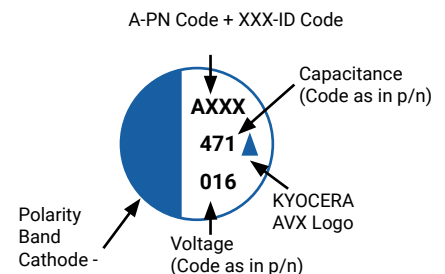 A-PN Code + XXX-ID Code
Capacitance
(Code as in p/n)
AXXX
471
016
KYOCERA
AVX Logo
Polarity
Band
Cathode -
Voltage
(Code as in p/n)